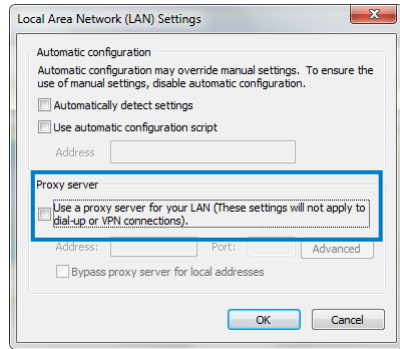 Local Area Network (LAN) Settings
Automatic configuration
Automatic configuration may override manual settings. To ensure the
use of manual settings, disable automatic configuration.
Automatically detect settings
Use automatic configuration script
Address
Proxy server
Use a proxy server for your LAN (These settings will not apply to
dial-up or VPN connections).
Address:
Port:
Advanced
Bypass proxy server for local addresses
OK
Cancel